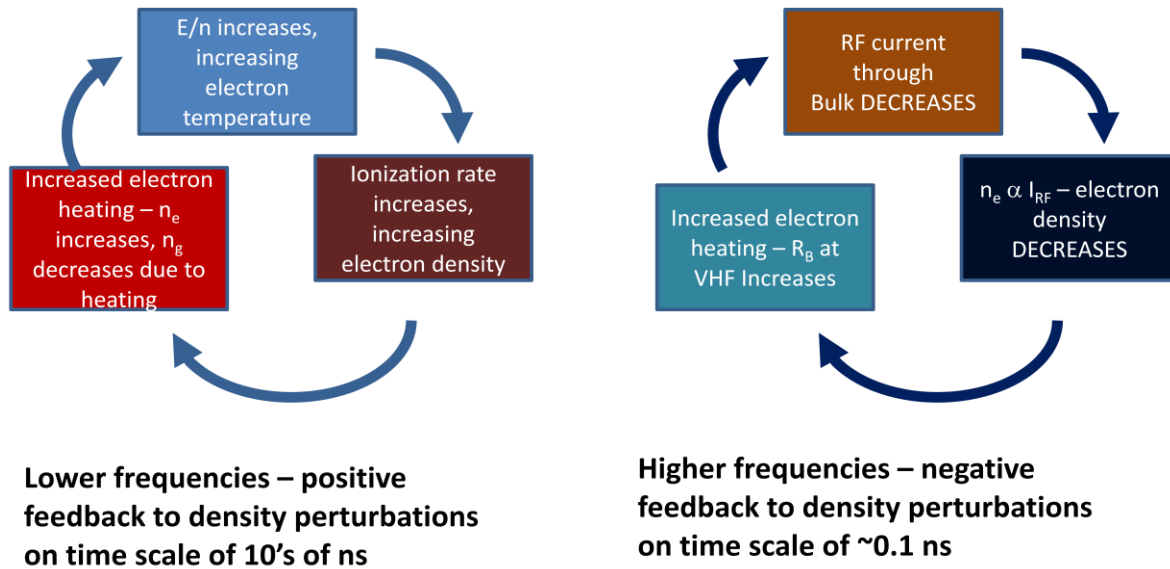 E/n increases,
increasing
electron
temperature
Increased electron
heating – nₑ
increases, n_g
decreases due to
heating
Ionization rate
increases,
increasing
electron density
Lower frequencies – positive
feedback to density perturbations
on time scale of 10’s of ns
RF current
through
Bulk DECREASES
Increased electron
heating – R_B at
VHF Increases
nₑ α I_RF – electron
density
DECREASES
Higher frequencies – negative
feedback to density perturbations
on time scale of ~0.1 ns